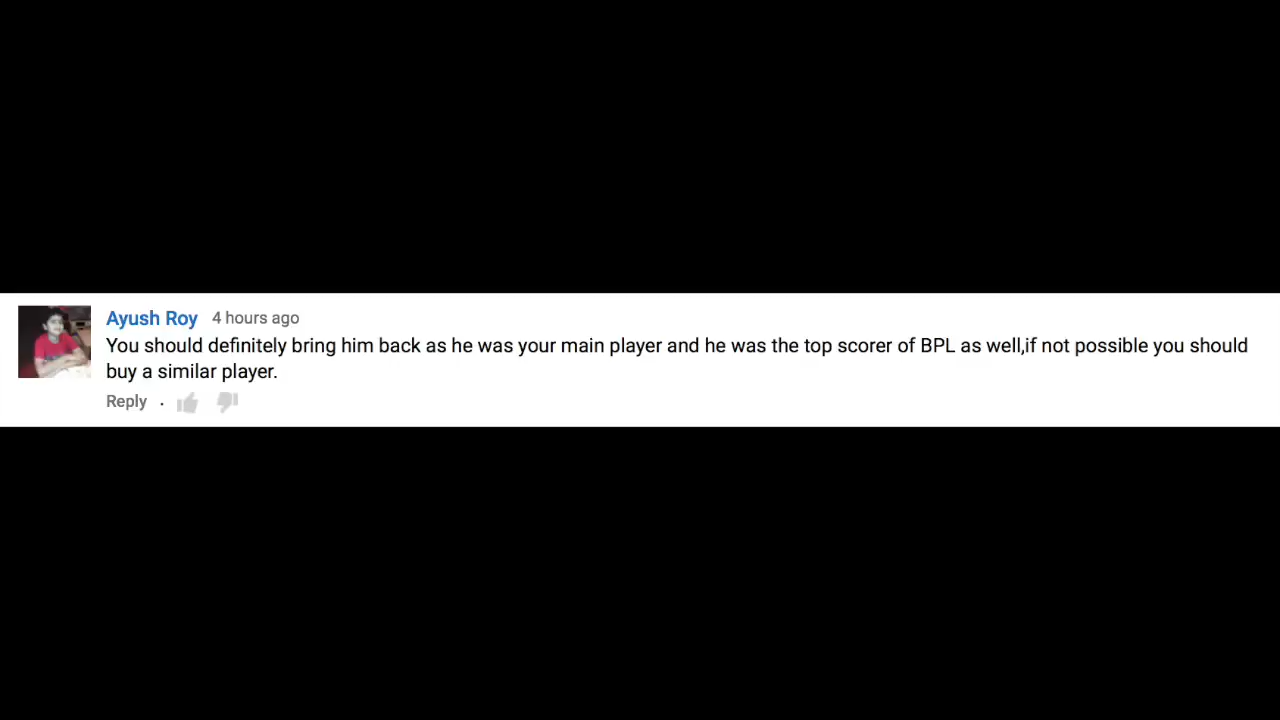 Ayush Roy 4 hours ago
You should definitely bring him back as he was your main player and he was the top scorer of BPL as well,if not possible you should
buy a similar player.
Reply .